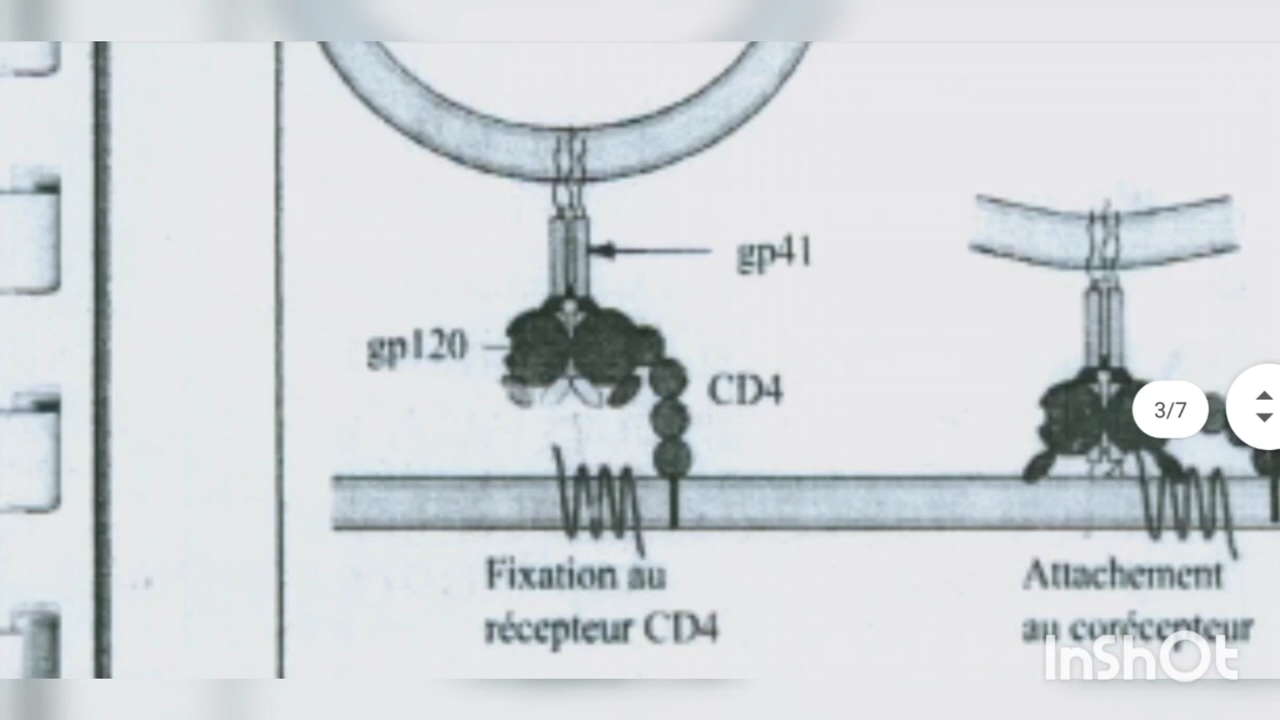 gp41
gp120
CD4
Fixation au
récepteur CD4
Attachement
au corécepteur
3/7
InShOt